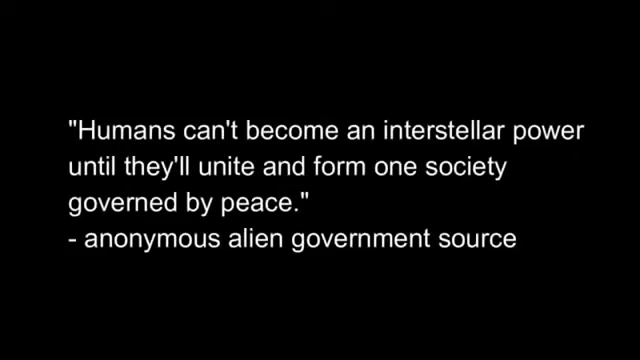 "Humans can't become an interstellar power
until they'll unite and form one society
governed by peace."
- anonymous alien government source